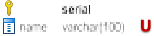 serial
name varchar(100) U